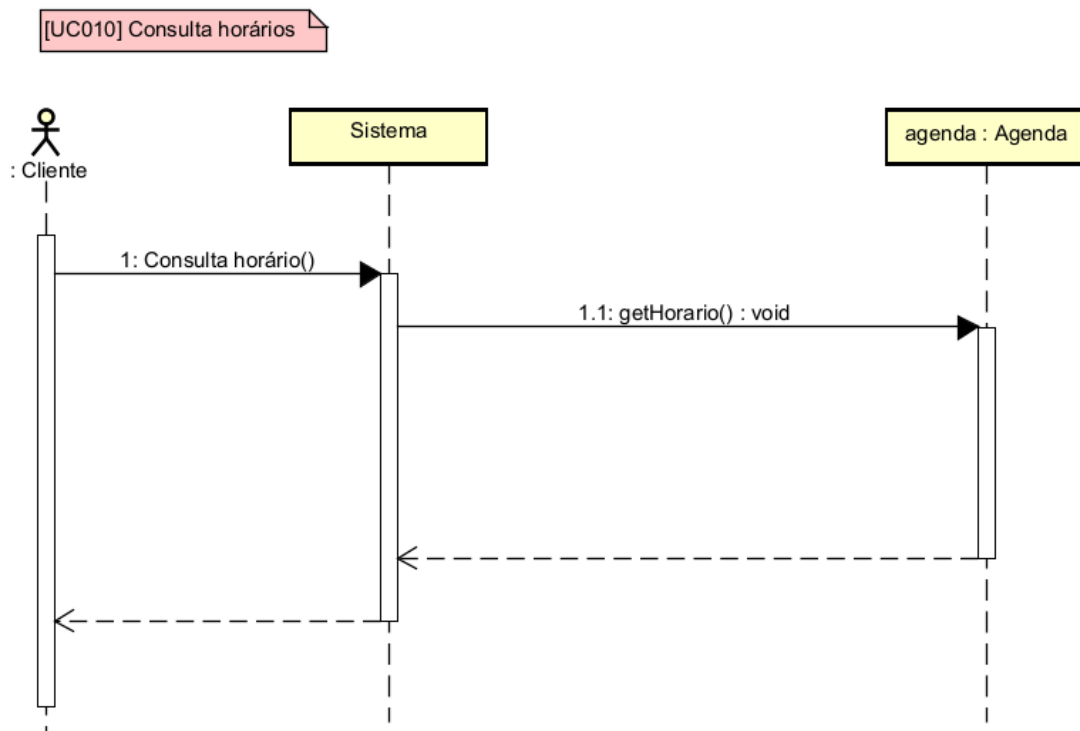 [UC010] Consulta horários
: Cliente
Sistema
agenda : Agenda
1: Consulta horário()
1.1: getHorario() : void